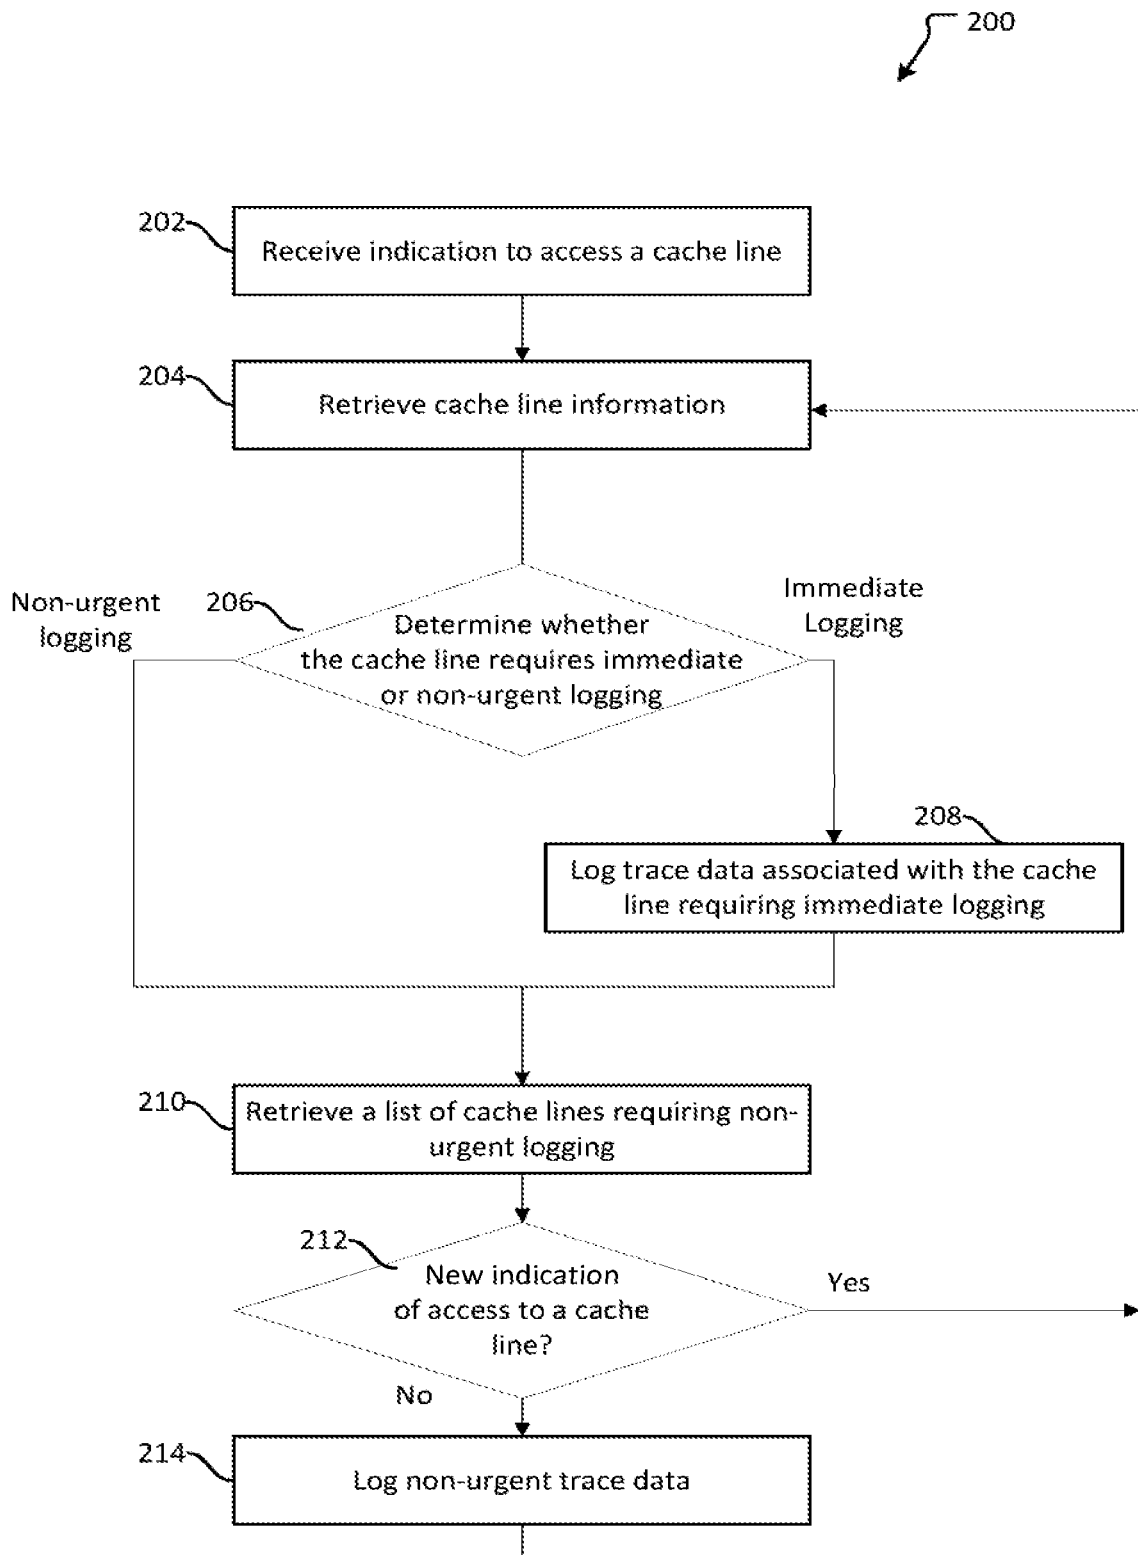 200
202
Receive indication to access a cache line
204
Retrieve cache line information
Non-urgent
logging
206
Immediate
Logging
Determine whether
the cache line requires immediate
or non-urgent logging
208
Log trace data associated with the cache
line requiring immediate logging
210
Retrieve a list of cache lines requiring non-
urgent logging
212
New indication
of access to a cache
line?
Yes
No
214
Log non-urgent trace data